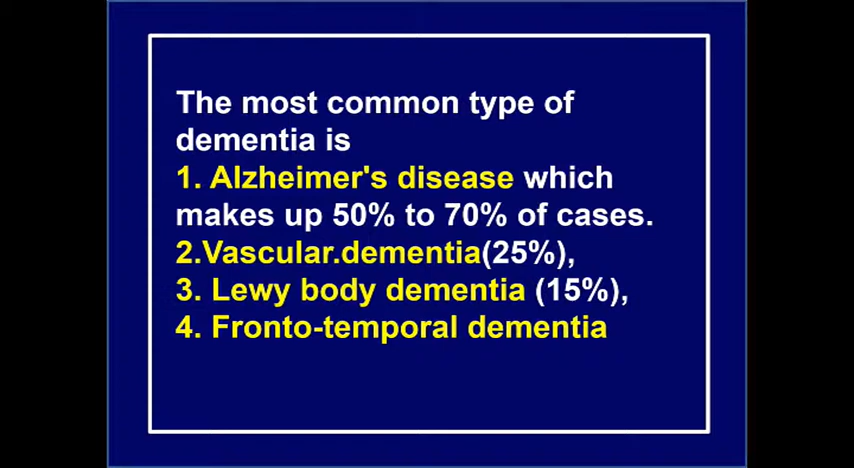 The most common type of
dementia is
1. Alzheimer's disease which
makes up 50% to 70% of cases.
2.Vascular.dementia(25%),
3. Lewy body dementia (15%),
4. Fronto-temporal dementia